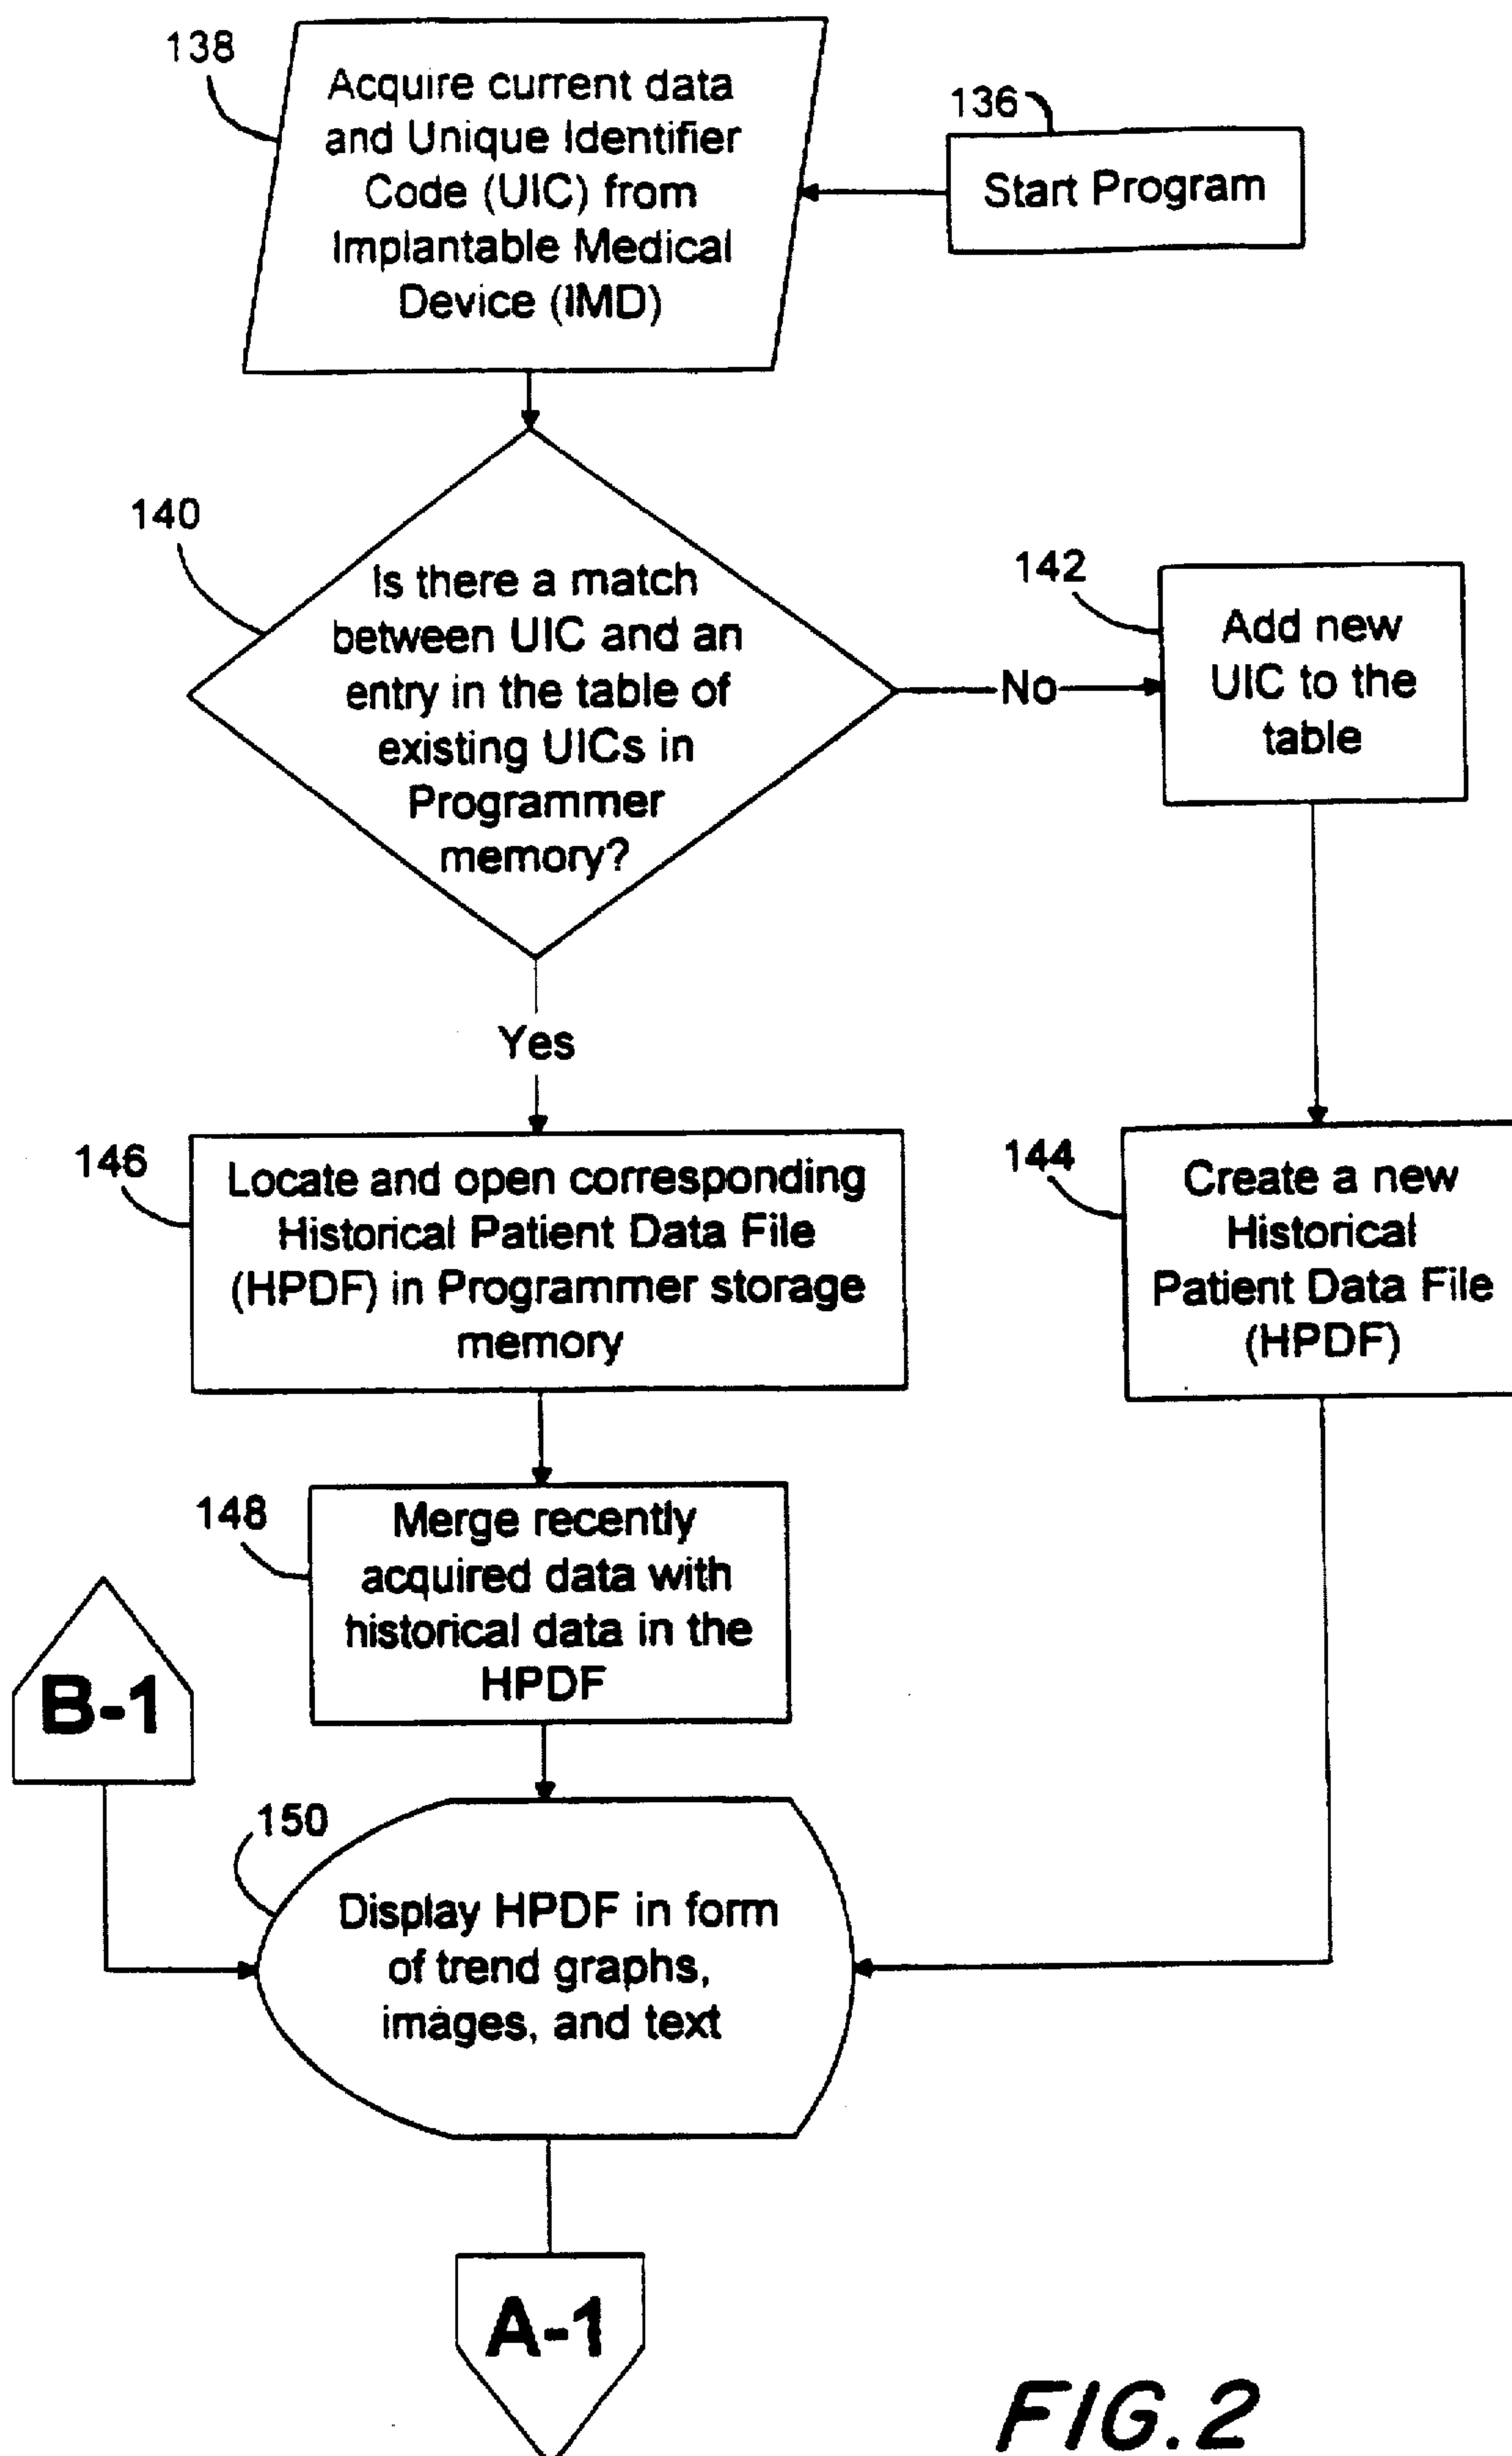 138
Acquire current data
and Unique Identifier
Code (UIC) from
Implantable Medical
Device (IMD)
136
Start Program
140
Is there a match
between UIC and an
entry in the table of
existing UICs in
Programmer
memory?
No
142
Add new
UIC to the
table
Yes
146
Locate and open corresponding
Historical Patient Data File
(HPDF) in Programmer storage
memory
144
Create a new
Historical
Patient Data File
(HPDF)
148
Merge recently
acquired data with
historical data in the
HPDF
B-1
150
Display HPDF in form
of trend graphs,
images, and text
A-1
FIG.2